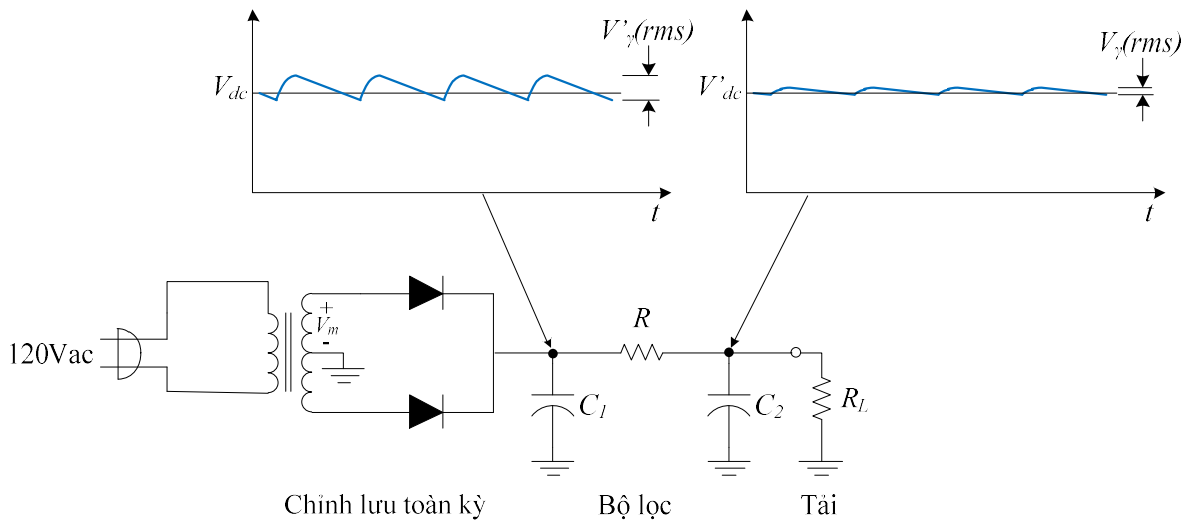 V'γ(rms)
Vdc
t
Vγ(rms)
V'dc
t
120Vac
+
Vm
-
R
C1
C2
RL
Chỉnh lưu toàn kỳ
Bộ lọc
Tải